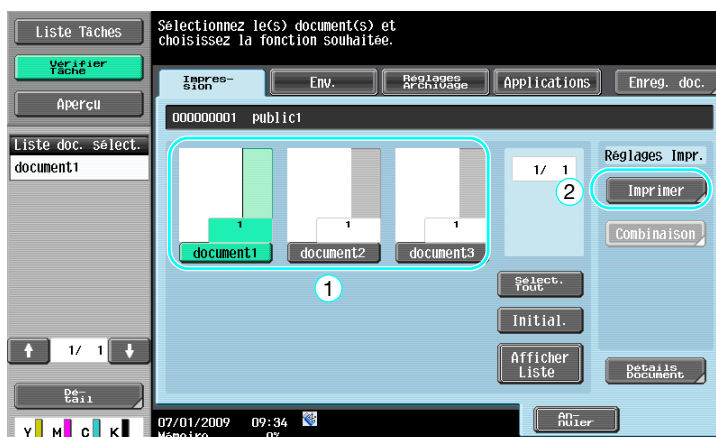 Liste Tâches
Sélectionnez le(s) document(s) et
choisissez la fonction souhaitée.
Vérifier
Tâche
Aperçu
Impres-
sion
Env.
Réglages
Archivage
Applications
Enreg. doc.
000000001 public1
Liste doc. sélect.
document1
1
document1
1
document2
1
document3
1
1/ 1
2
Réglages Impr.
Imprimer
Combinaison
Sélect.
Tout
Initial.
Afficher
Liste
Détails
Document
1/ 1
Dé-
tail
An-
nuler
Y M C K
07/01/2009 09:34
Mémoire 0%